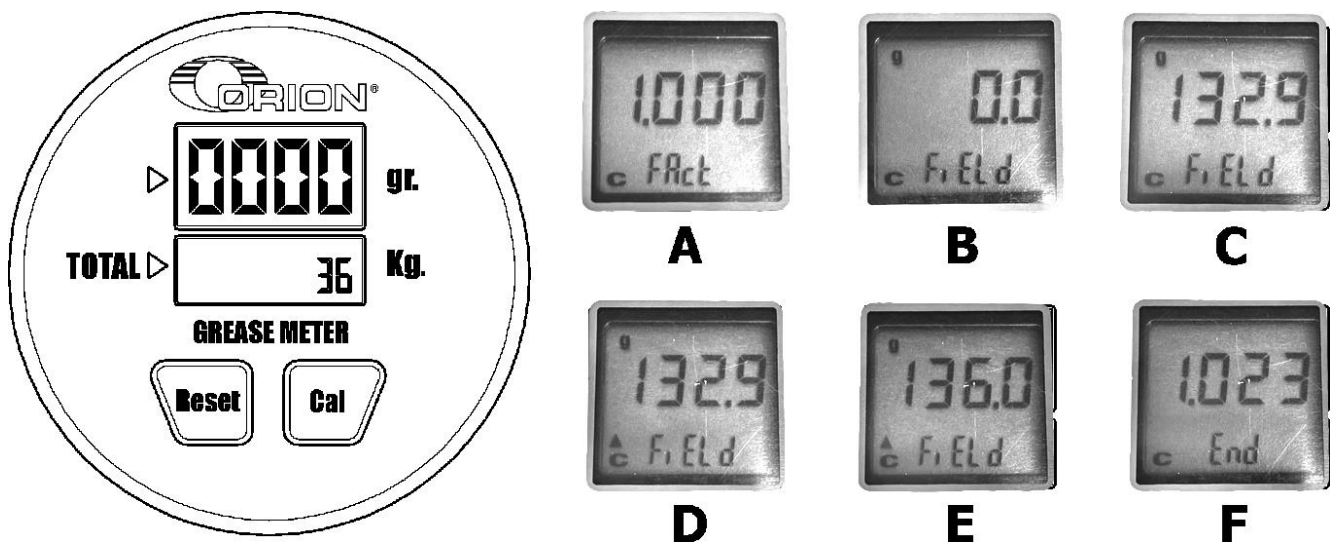 ORION®
0000 gr.
TOTAL 36 Kg.
GREASE METER
Reset Cal
1.000
FAct
c
A
g
0.0
c FiELd
B
g
132.9
c FiELd
C
g
132.9
c FiELd
D
g
136.0
c FiELd
E
1.023
c End
F